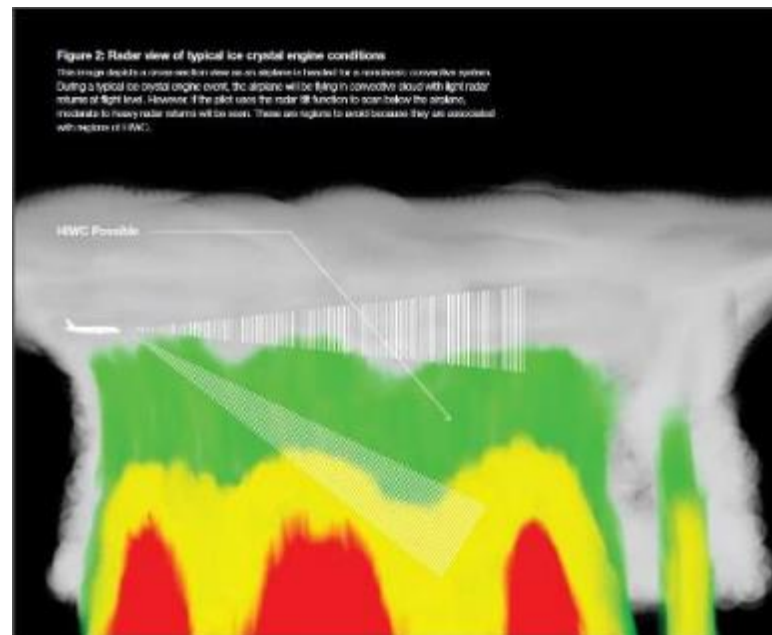 Figure 2: Radar view of typical ice crystal engine conditions
This image depicts a cross-section view as an airplane is headed for a convective system.
During a typical ice crystal engine event, the airplane will be flying in convective cloud with light radar
returns at flight level. However, if the pilot uses the radar tilt function to scan below the airplane,
moderate to heavy radar returns will be seen. These are regions to avoid because they are associated
with regions of HIWC.
HIWC Possible